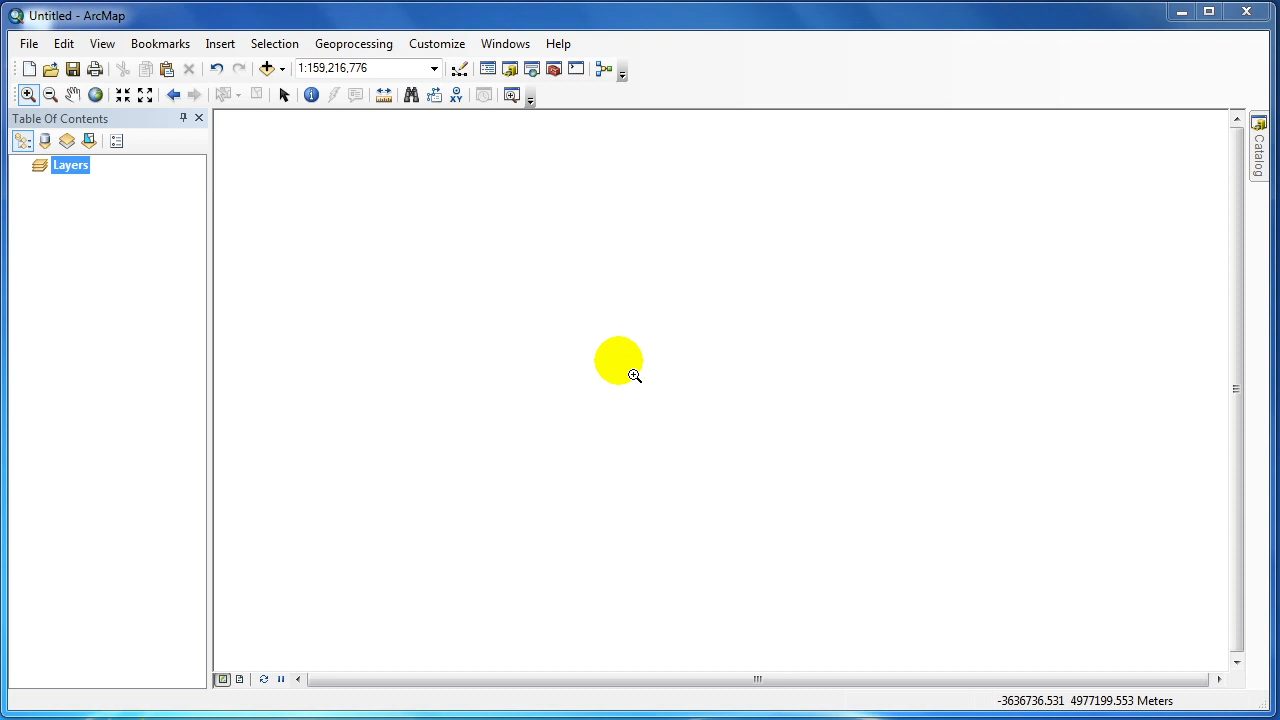 Untitled - ArcMap
File Edit View Bookmarks Insert Selection Geoprocessing Customize Windows Help
1:159,216,776
XY
Table Of Contents
Layers
Catalog
-3636736.531 4977199.553 Meters